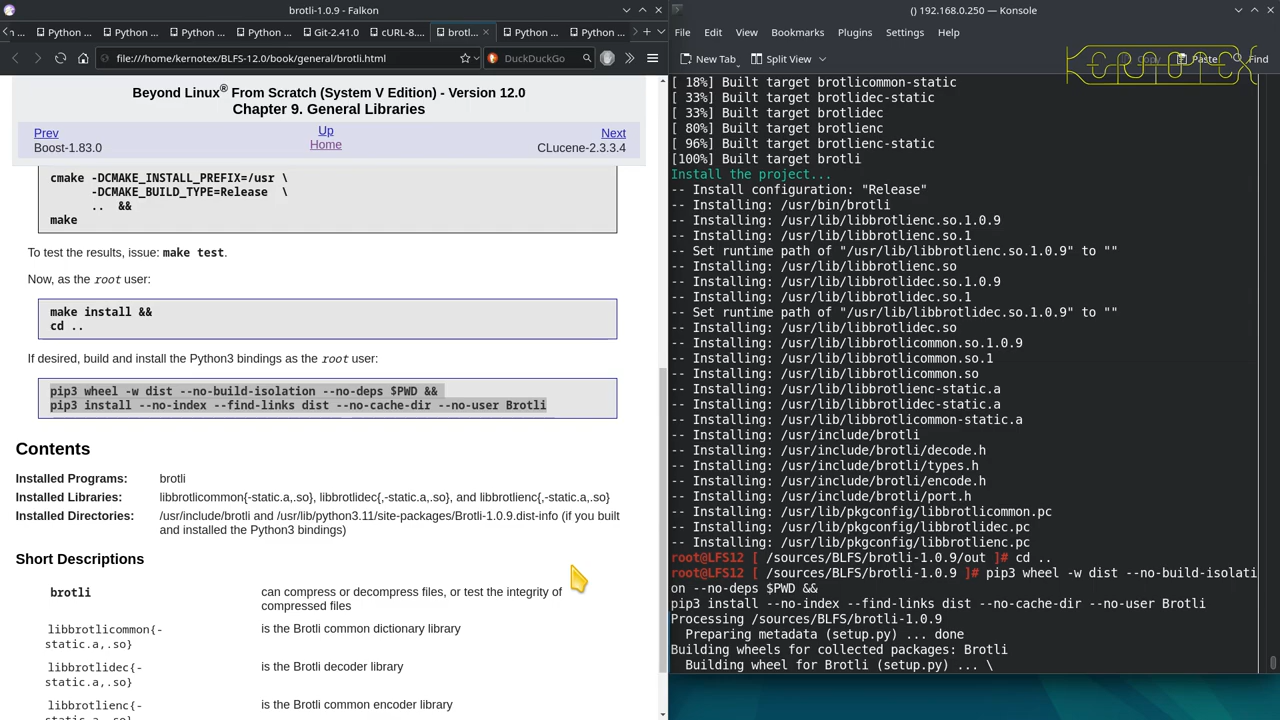 brotli-1.0.9 - Falkon
n ...
Python ...
Python ...
Python ...
Python ...
Git-2.41.0
cURL-8....
brotl...
Python ...
Python ...
file:///home/kernotex/BLFS-12.0/book/general/brotli.html
DuckDuckGo
Beyond Linux® From Scratch (System V Edition) - Version 12.0
Chapter 9. General Libraries
Prev
Up
Next
Boost-1.83.0
Home
CLucene-2.3.3.4
cmake -DCMAKE_INSTALL_PREFIX=/usr \
-DCMAKE_BUILD_TYPE=Release \
.. &&
make
To test the results, issue: make test.
Now, as the root user:
make install &&
cd ..
If desired, build and install the Python3 bindings as the root user:
pip3 wheel -w dist --no-build-isolation --no-deps $PWD &&
pip3 install --no-index --find-links dist --no-cache-dir --no-user Brotli
Contents
Installed Programs: brotli
Installed Libraries: libbrotlicommon{-static.a,.so}, libbrotlidec{,-static.a,.so}, and libbrotlienc{,-static.a,.so}
Installed Directories: /usr/include/brotli and /usr/lib/python3.11/site-packages/Brotli-1.0.9.dist-info (if you built
and installed the Python3 bindings)
Short Descriptions
brotli can compress or decompress files, or test the integrity of
compressed files
libbrotlicommon{- is the Brotli common dictionary library
static.a,.so}
libbrotlidec{- is the Brotli decoder library
static.a,.so}
libbrotlienc{- is the Brotli common encoder library
static.a,.so}
() 192.168.0.250 — Konsole
File Edit View Bookmarks Plugins Settings Help
New Tab Split View Copy Paste Find
KERNOTEX
[ 18%] Built target brotlicommon-static
[ 33%] Built target brotlidec-static
[ 33%] Built target brotlidec
[ 80%] Built target brotlienc
[ 96%] Built target brotlienc-static
[100%] Built target brotli
Install the project...
-- Install configuration: "Release"
-- Installing: /usr/bin/brotli
-- Installing: /usr/lib/libbrotlienc.so.1.0.9
-- Installing: /usr/lib/libbrotlienc.so.1
-- Set runtime path of "/usr/lib/libbrotlienc.so.1.0.9" to ""
-- Installing: /usr/lib/libbrotlienc.so
-- Installing: /usr/lib/libbrotlidec.so.1.0.9
-- Installing: /usr/lib/libbrotlidec.so.1
-- Set runtime path of "/usr/lib/libbrotlidec.so.1.0.9" to ""
-- Installing: /usr/lib/libbrotlidec.so
-- Installing: /usr/lib/libbrotlicommon.so.1.0.9
-- Installing: /usr/lib/libbrotlicommon.so.1
-- Installing: /usr/lib/libbrotlicommon.so
-- Installing: /usr/lib/libbrotlienc-static.a
-- Installing: /usr/lib/libbrotlidec-static.a
-- Installing: /usr/lib/libbrotlicommon-static.a
-- Installing: /usr/include/brotli
-- Installing: /usr/include/brotli/decode.h
-- Installing: /usr/include/brotli/types.h
-- Installing: /usr/include/brotli/encode.h
-- Installing: /usr/include/brotli/port.h
-- Installing: /usr/lib/pkgconfig/libbrotlicommon.pc
-- Installing: /usr/lib/pkgconfig/libbrotlidec.pc
-- Installing: /usr/lib/pkgconfig/libbrotlienc.pc
root@LFS12 [ /sources/BLFS/brotli-1.0.9/out ]# cd ..
root@LFS12 [ /sources/BLFS/brotli-1.0.9 ]# pip3 wheel -w dist --no-build-isolati
on --no-deps $PWD &&
pip3 install --no-index --find-links dist --no-cache-dir --no-user Brotli
Processing /sources/BLFS/brotli-1.0.9
Preparing metadata (setup.py) ... done
Building wheels for collected packages: Brotli
Building wheel for Brotli (setup.py) ... \